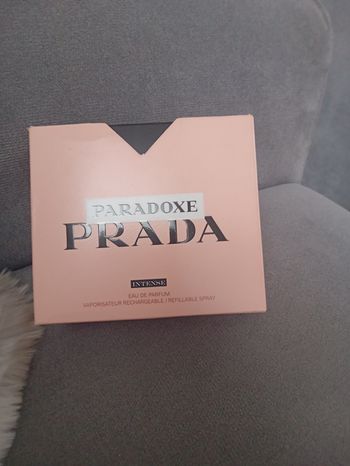 PARADOXE
PRADA
INTENSE
EAU DE PARFUM
VAPORISATEUR RECHARGEABLE / REFILLABLE SPRAY